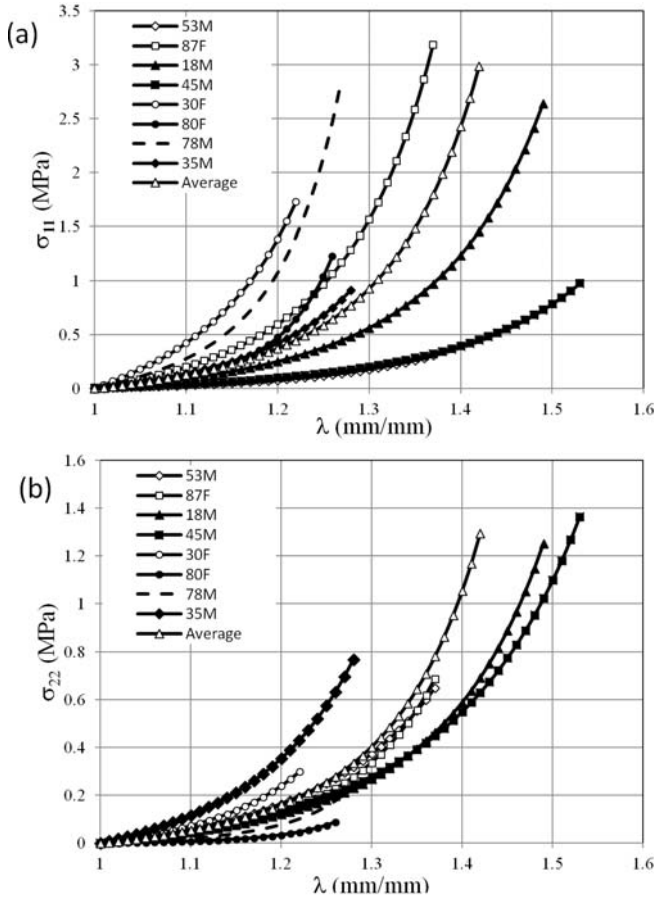 (a)
53M
87F
18M
45M
30F
80F
78M
35M
Average
σ11 (MPa)
3.5
3
2.5
2
1.5
1
0.5
0
1 1.1 1.2 1.3 1.4 1.5 1.6
λ (mm/mm)
(b)
53M
87F
18M
45M
30F
80F
78M
35M
Average
σ22 (MPa)
1.6
1.4
1.2
1
0.8
0.6
0.4
0.2
0
1 1.1 1.2 1.3 1.4 1.5 1.6
λ (mm/mm)